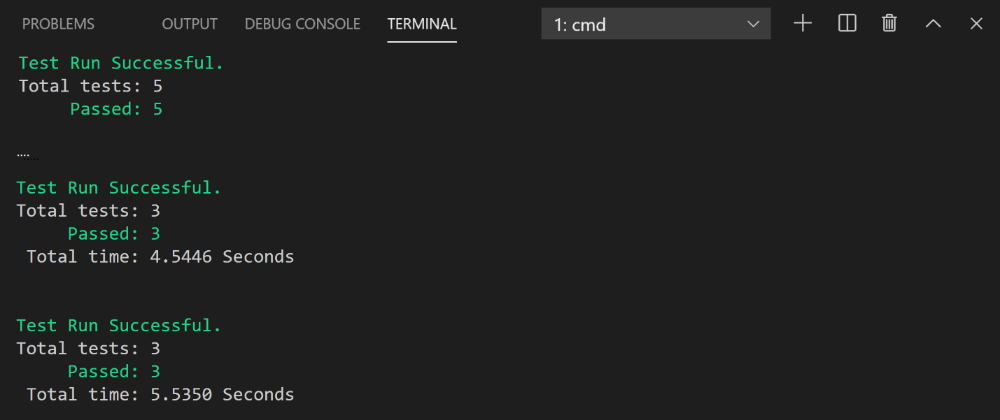 PROBLEMS OUTPUT DEBUG CONSOLE TERMINAL 1: cmd
Test Run Successful.
Total tests: 5
Passed: 5
....
Test Run Successful.
Total tests: 3
Passed: 3
Total time: 4.5446 Seconds
Test Run Successful.
Total tests: 3
Passed: 3
Total time: 5.5350 Seconds